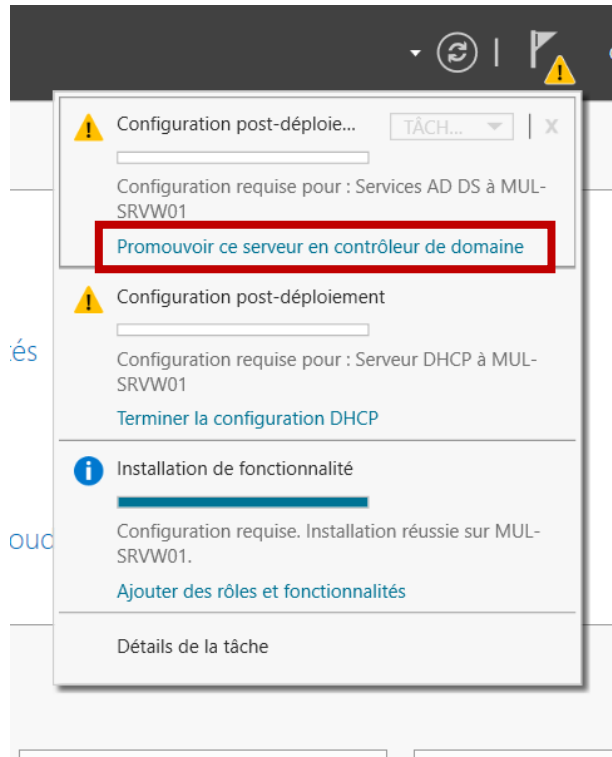 Configuration post-déploie...
TÂCH...
X
Configuration requise pour : Services AD DS à MUL-
SRVW01
Promouvoir ce serveur en contrôleur de domaine
Configuration post-déploiement
Configuration requise pour : Serveur DHCP à MUL-
SRVW01
Terminer la configuration DHCP
tés
Installation de fonctionnalité
Configuration requise. Installation réussie sur MUL-
SRVW01.
oud
Ajouter des rôles et fonctionnalités
Détails de la tâche